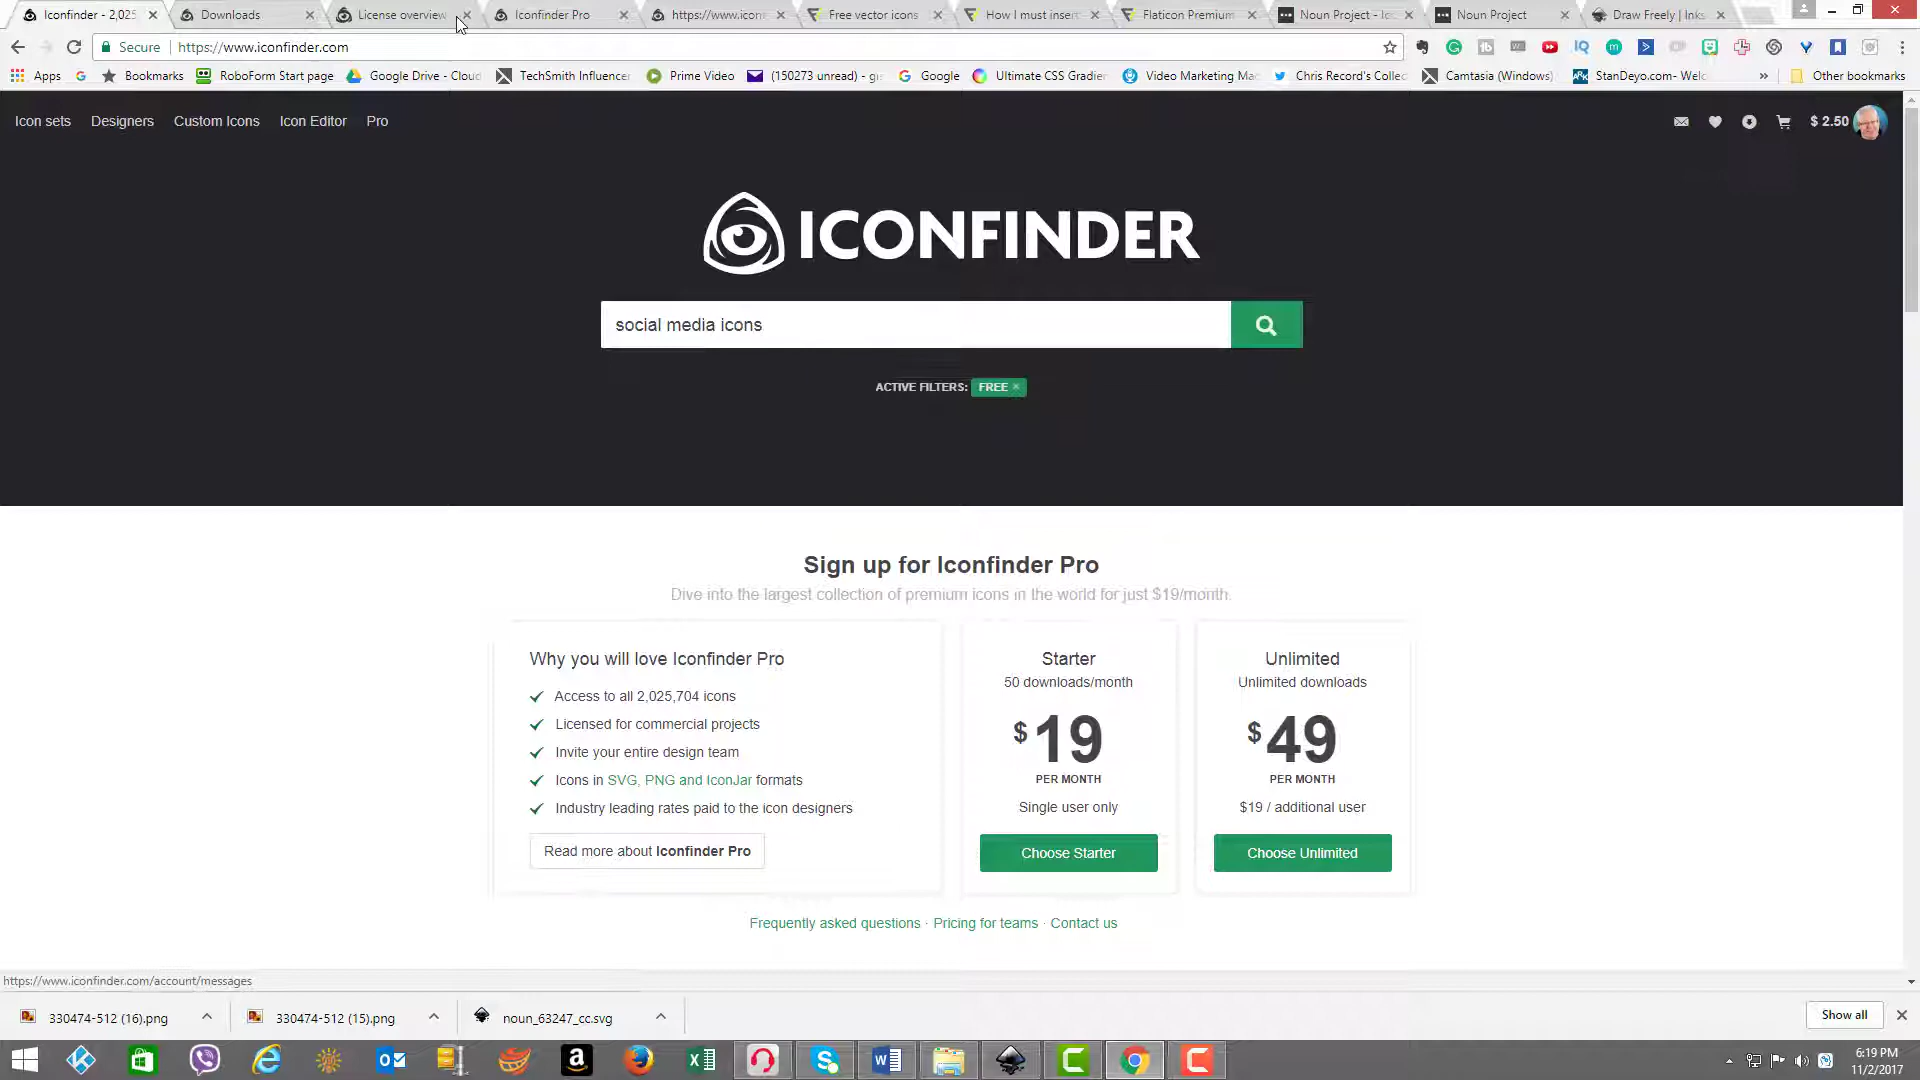 Iconfinder - 2,025
Downloads
License overview
Iconfinder Pro
https://www.icon
Free vector icons
How I must inser
Flaticon Premium
Noun Project - Ic
Noun Project
Draw Freely | Inks
Secure
https://www.iconfinder.com
Apps
Bookmarks
RoboForm Start page
Google Drive - Cloud
TechSmith Influencer
Prime Video
(150273 unread) - gi
Google
Ultimate CSS Gradier
Video Marketing Ma
Chris Record's Collec
Camtasia (Windows)
StanDeyo.com- Welc
Other bookmarks
Icon sets
Designers
Custom Icons
Icon Editor
Pro
$ 2.50
ICONFINDER
social media icons
ACTIVE FILTERS: FREE ×
Sign up for Iconfinder Pro
Dive into the largest collection of premium icons in the world for just $19/month.
Why you will love Iconfinder Pro
Access to all 2,025,704 icons
Licensed for commercial projects
Invite your entire design team
Icons in SVG, PNG and IconJar formats
Industry leading rates paid to the icon designers
Read more about Iconfinder Pro
Starter
50 downloads/month
$ 19
PER MONTH
Single user only
Choose Starter
Unlimited
Unlimited downloads
$ 49
PER MONTH
$19 / additional user
Choose Unlimited
Frequently asked questions · Pricing for teams · Contact us
https://www.iconfinder.com/account/messages
330474-512 (16).png
330474-512 (15).png
noun_63247_cc.svg
Show all
6:19 PM
11/2/2017